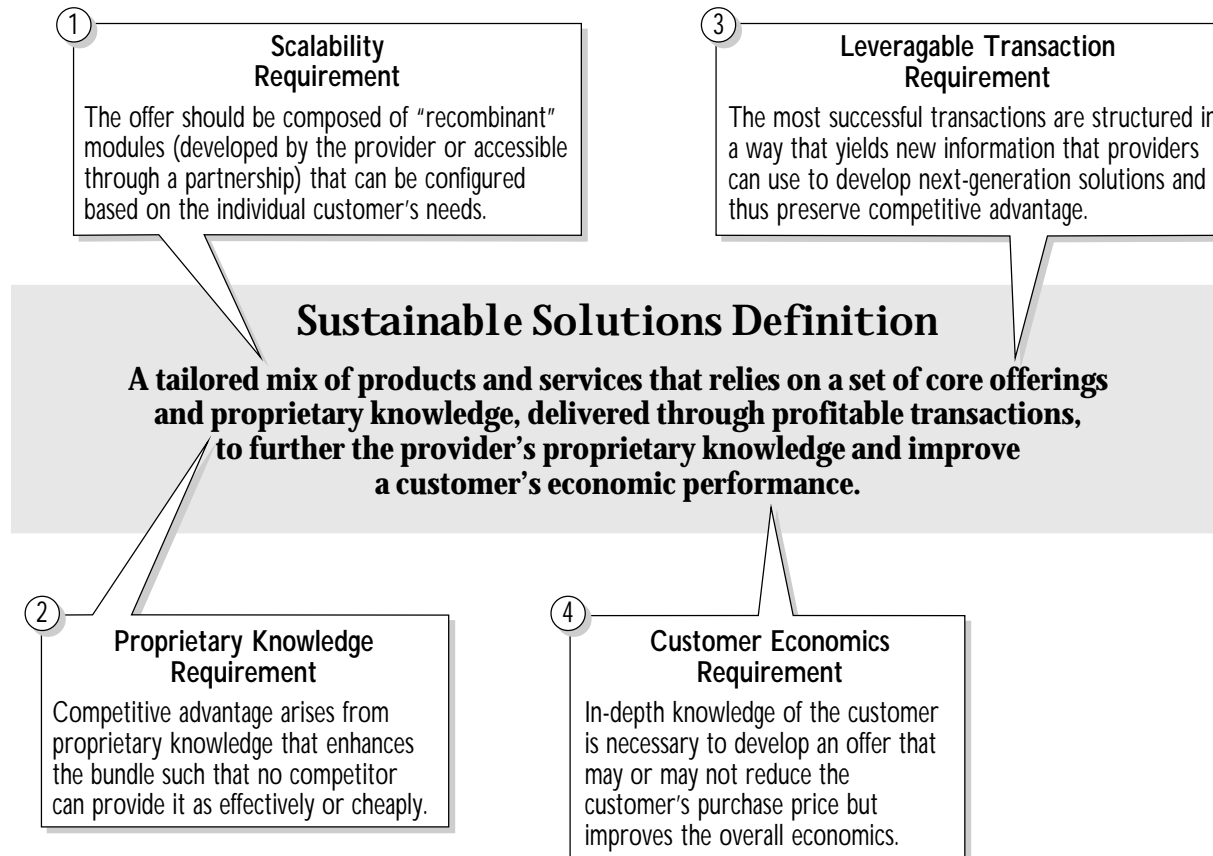 1
Scalability
Requirement
The offer should be composed of “recombinant”
modules (developed by the provider or accessible
through a partnership) that can be configured
based on the individual customer’s needs.
3
Leveragable Transaction
Requirement
The most successful transactions are structured in
a way that yields new information that providers
can use to develop next-generation solutions and
thus preserve competitive advantage.
Sustainable Solutions Definition
A tailored mix of products and services that relies on a set of core offerings
and proprietary knowledge, delivered through profitable transactions,
to further the provider’s proprietary knowledge and improve
a customer’s economic performance.
2
Proprietary Knowledge
Requirement
Competitive advantage arises from
proprietary knowledge that enhances
the bundle such that no competitor
can provide it as effectively or cheaply.
4
Customer Economics
Requirement
In-depth knowledge of the customer
is necessary to develop an offer that
may or may not reduce the
customer’s purchase price but
improves the overall economics.